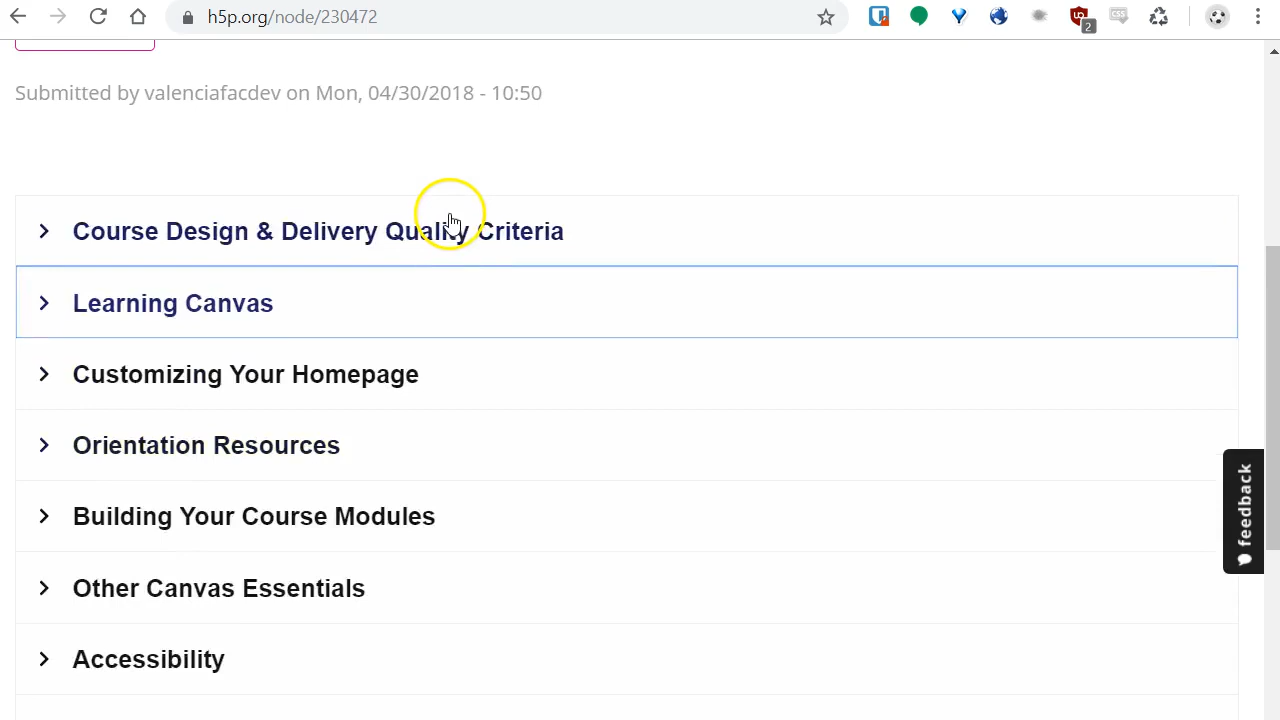 h5p.org/node/230472
2
Submitted by valenciafacdev on Mon, 04/30/2018 - 10:50
Course Design & Delivery Quality Criteria
Learning Canvas
Customizing Your Homepage
Orientation Resources
feedback
Building Your Course Modules
Other Canvas Essentials
Accessibility